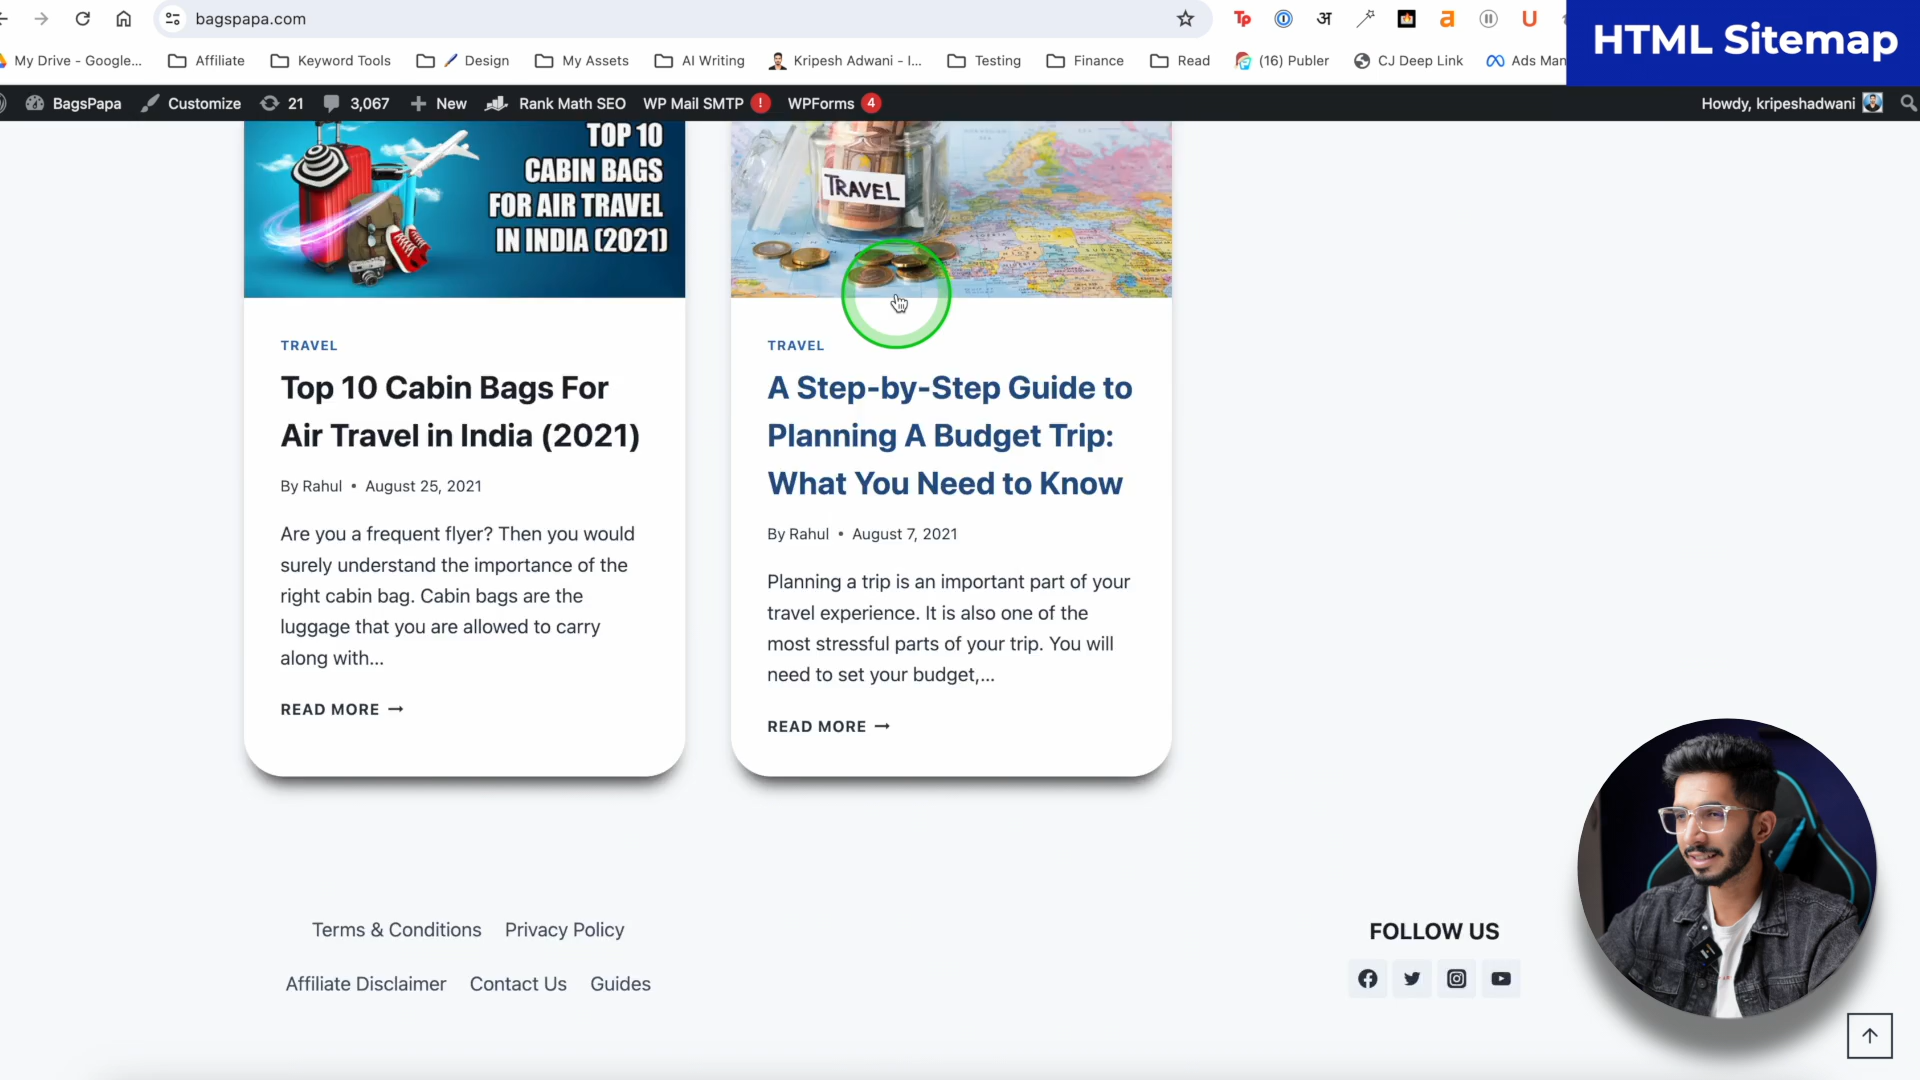 bagspapa.com
HTML Sitemap
My Drive - Google...
Affiliate
Keyword Tools
Design
My Assets
AI Writing
Kripesh Adwani - I...
Testing
Finance
Read
(16) Publer
CJ Deep Link
Ads Man
BagsPapa
Customize
21
3,067
New
Rank Math SEO
WP Mail SMTP !
WPForms 4
Howdy, kripeshadwani
TOP 10
CABIN BAGS
FOR AIR TRAVEL
IN INDIA (2021)
TRAVEL
Top 10 Cabin Bags For
Air Travel in India (2021)
By Rahul • August 25, 2021
Are you a frequent flyer? Then you would
surely understand the importance of the
right cabin bag. Cabin bags are the
luggage that you are allowed to carry
along with...
READ MORE →
TRAVEL
TRAVEL
A Step-by-Step Guide to
Planning A Budget Trip:
What You Need to Know
By Rahul • August 7, 2021
Planning a trip is an important part of your
travel experience. It is also one of the
most stressful parts of your trip. You will
need to set your budget,...
READ MORE →
Terms & Conditions Privacy Policy
Affiliate Disclaimer Contact Us Guides
FOLLOW US